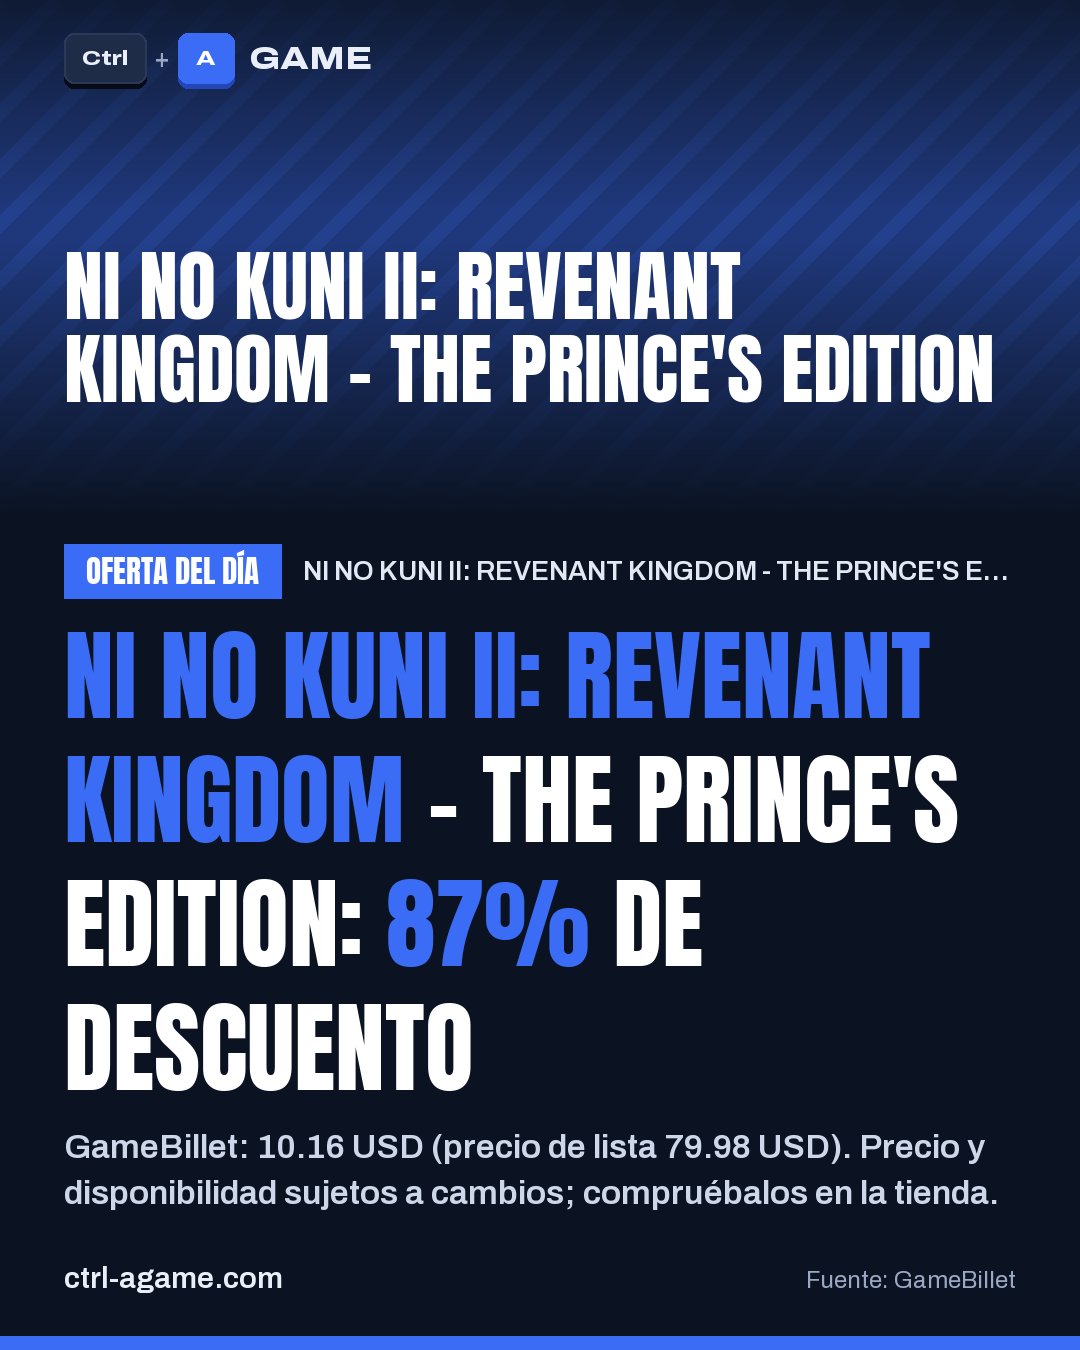 Ctrl + A GAME
NI NO KUNI II: REVENANT
KINGDOM - THE PRINCE'S EDITION
OFERTA DEL DÍA NI NO KUNI II: REVENANT KINGDOM - THE PRINCE'S E...
NI NO KUNI II: REVENANT
KINGDOM - THE PRINCE'S
EDITION: 87% DE
DESCUENTO
GameBillet: 10.16 USD (precio de lista 79.98 USD). Precio y
disponibilidad sujetos a cambios; compruébalos en la tienda.
ctrl-agame.com Fuente: GameBillet